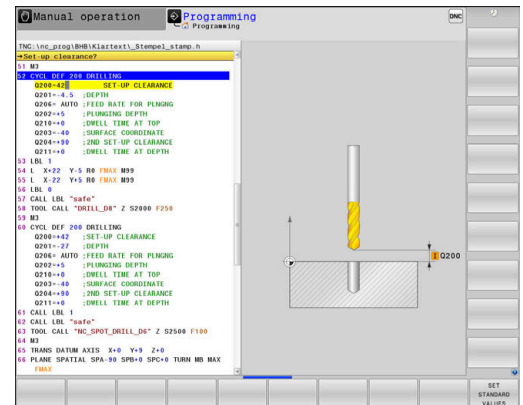 Manual operation
Programming
Programming
DNC
TNC:\nc_prog\BHB\Klartext\_Stempel_stamp.h
→Set-up clearance?
51 M3
52 CYCL DEF 200 DRILLING
Q200=42 SET-UP CLEARANCE
Q201=-4.5 ;DEPTH
Q206= AUTO ;FEED RATE FOR PLNGNG
Q202=+5 ;PLUNGING DEPTH
Q210=+0 ;DWELL TIME AT TOP
Q203=-40 ;SURFACE COORDINATE
Q204=+90 ;2ND SET-UP CLEARANCE
Q211=+0 ;DWELL TIME AT DEPTH
53 LBL 1
54 L X+22 Y-5 R0 FMAX M99
55 L X-22 Y+5 R0 FMAX M99
56 LBL 0
57 CALL LBL "safe"
58 TOOL CALL "DRILL_D8" Z S2000 F250
59 M3
60 CYCL DEF 200 DRILLING
Q200=+42 ;SET-UP CLEARANCE
Q201=-27 ;DEPTH
Q206= AUTO ;FEED RATE FOR PLNGNG
Q202=+5 ;PLUNGING DEPTH
Q210=+0 ;DWELL TIME AT TOP
Q203=-40 ;SURFACE COORDINATE
Q204=+90 ;2ND SET-UP CLEARANCE
Q211=+0 ;DWELL TIME AT DEPTH
61 CALL LBL 1
62 CALL LBL "safe"
63 TOOL CALL "NC_SPOT_DRILL_D6" Z S2500 F100
64 M3
65 TRANS DATUM AXIS X+0 Y+9 Z+0
66 PLANE SPATIAL SPA-90 SPB+0 SPC+0 TURN MB MAX
FMAX
I Q200
SET
STANDARD
VALUES